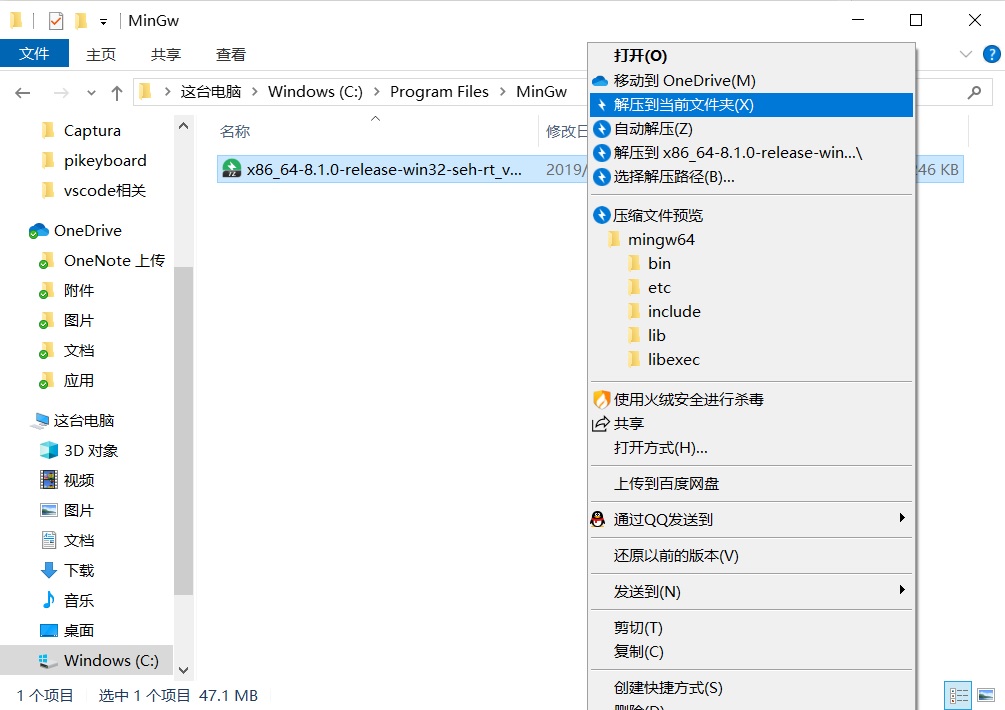 MinGw
文件 主页 共享 查看
这台电脑 Windows (C:) Program Files MinGw
Captura
pikeyboard
vscode相关
OneDrive
OneNote 上传
附件
图片
文档
应用
这台电脑
3D 对象
视频
图片
文档
下载
音乐
桌面
Windows (C:)
名称 修改日
x86_64-8.1.0-release-win32-seh-rt_v... 2019/ 46 KB
打开(O)
移动到 OneDrive(M)
解压到当前文件夹(X)
自动解压(Z)
解压到 x86_64-8.1.0-release-win...\
选择解压路径(B)...
压缩文件预览
mingw64
bin
etc
include
lib
libexec
使用火绒安全进行杀毒
共享
打开方式(H)...
上传到百度网盘
通过QQ发送到
还原以前的版本(V)
发送到(N)
剪切(T)
复制(C)
创建快捷方式(S)
删除(D)
1 个项目 选中 1 个项目 47.1 MB